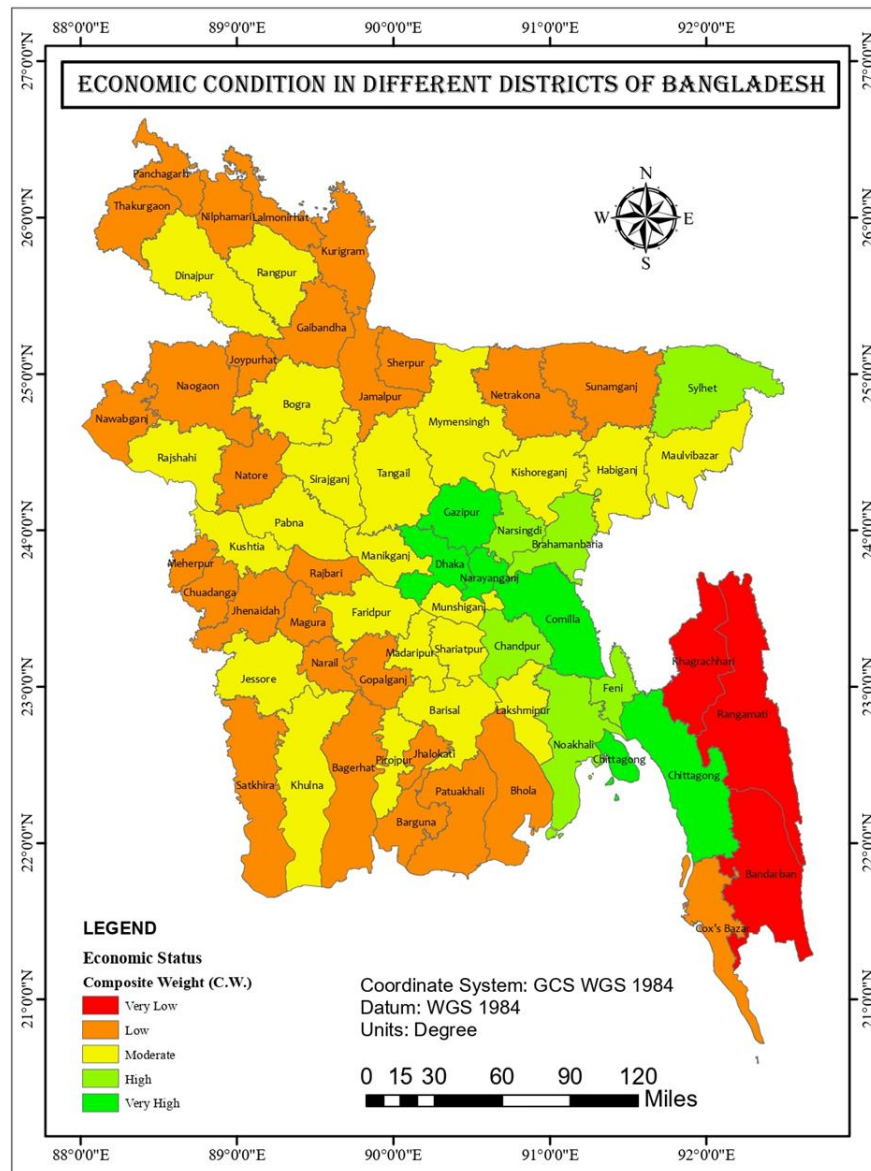 88°0'0"E 89°0'0"E 90°0'0"E 91°0'0"E 92°0'0"E
ECONOMIC CONDITION IN DIFFERENT DISTRICTS OF BANGLADESH
27°0'0"N 27°0'0"N
N
W E
S
26°0'0"N 26°0'0"N
Panchagarh
Thakurgaon
Nilphamari
Lalmonirhat
Kurigram
Dinajpur
Rangpur
Gaibandha
25°0'0"N 25°0'0"N
Joypurhat
Sherpur
Naogaon
Jamalpur
Netrakona
Sunamganj
Sylhet
Bogra
Nawabganj
Mymensingh
Rajshahi
Natore
Sirajganj
Tangail
Kishoreganj
Habiganj
Maulvibazar
24°0'0"N 24°0'0"N
Gazipur
Pabna
Narsingdi
Kushtia
Brahamanbaria
Manikganj
Meherpur
Dhaka
Rajbari
Narayanganj
Chuadanga
Jhenaidah
Magura
Faridpur
Munshiganj
Comilla
Madaripur
Shariatpur
Chandpur
Khagrachhari
Narail
Gopalganj
Jessore
23°0'0"N 23°0'0"N
Feni
Barisal
Lakshmipur
Rangamati
Noakhali
Pirojpur
Jhalokati
Bagerhat
Chittagong
Satkhira
Khulna
Patuakhali
Bhola
Chittagong
Barguna
22°0'0"N 22°0'0"N
Bandarban
Cox's Bazar
LEGEND
Economic Status
Composite Weight (C.W.)
Very Low
Low
Moderate
High
Very High
21°0'0"N 21°0'0"N
Coordinate System: GCS WGS 1984
Datum: WGS 1984
Units: Degree
0 15 30 60 90 120
Miles
88°0'0"E 89°0'0"E 90°0'0"E 91°0'0"E 92°0'0"E